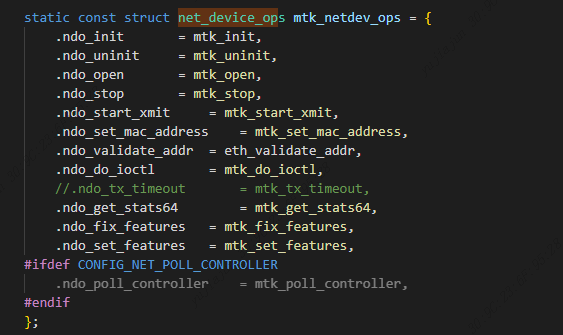 static const struct net_device_ops mtk_netdev_ops = {
    .ndo_init       = mtk_init,
    .ndo_uninit     = mtk_uninit,
    .ndo_open       = mtk_open,
    .ndo_stop       = mtk_stop,
    .ndo_start_xmit     = mtk_start_xmit,
    .ndo_set_mac_address    = mtk_set_mac_address,
    .ndo_validate_addr  = eth_validate_addr,
    .ndo_do_ioctl       = mtk_do_ioctl,
    //.ndo_tx_timeout       = mtk_tx_timeout,
    .ndo_get_stats64        = mtk_get_stats64,
    .ndo_fix_features   = mtk_fix_features,
    .ndo_set_features   = mtk_set_features,
#ifdef CONFIG_NET_POLL_CONTROLLER
    .ndo_poll_controller    = mtk_poll_controller,
#endif
};